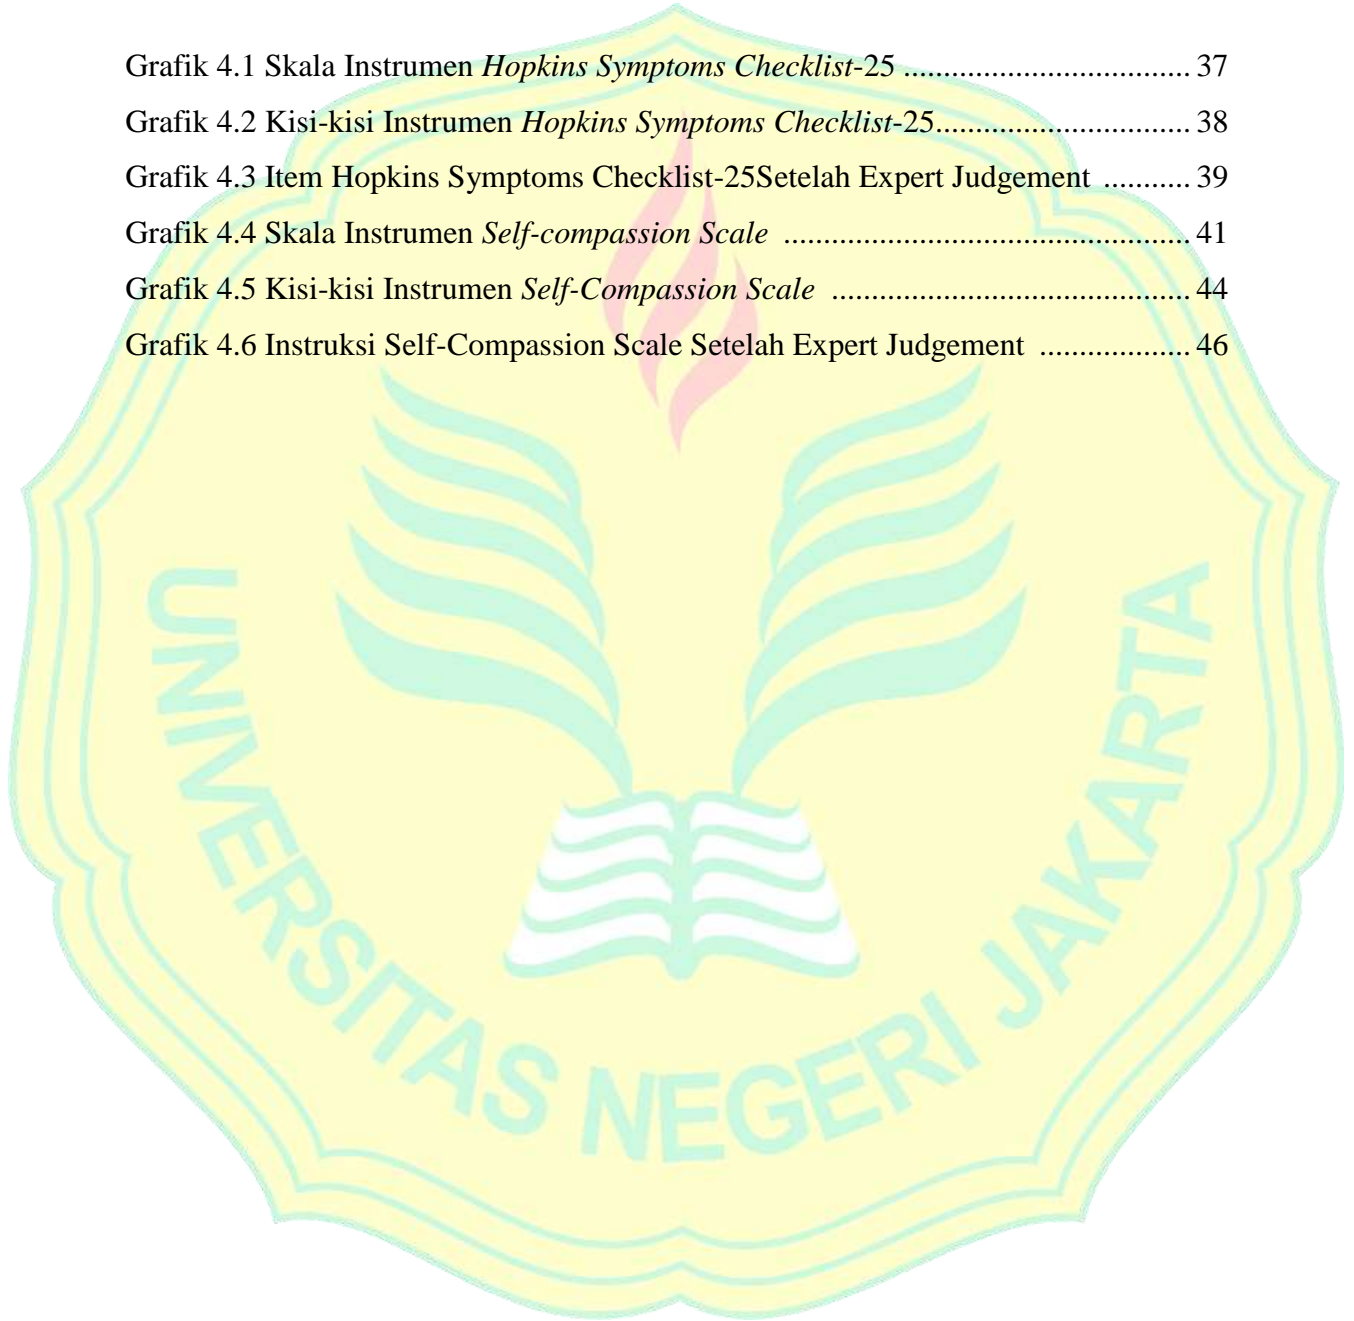 Grafik 4.1 Skala Instrumen Hopkins Symptoms Checklist-25 .................................... 37
Grafik 4.2 Kisi-kisi Instrumen Hopkins Symptoms Checklist-25................................ 38
Grafik 4.3 Item Hopkins Symptoms Checklist-25Setelah Expert Judgement ........... 39
Grafik 4.4 Skala Instrumen Self-compassion Scale ................................................... 41
Grafik 4.5 Kisi-kisi Instrumen Self-Compassion Scale ............................................. 44
Grafik 4.6 Instruksi Self-Compassion Scale Setelah Expert Judgement ................... 46
UNIVERSITAS NEGERI JAKARTA